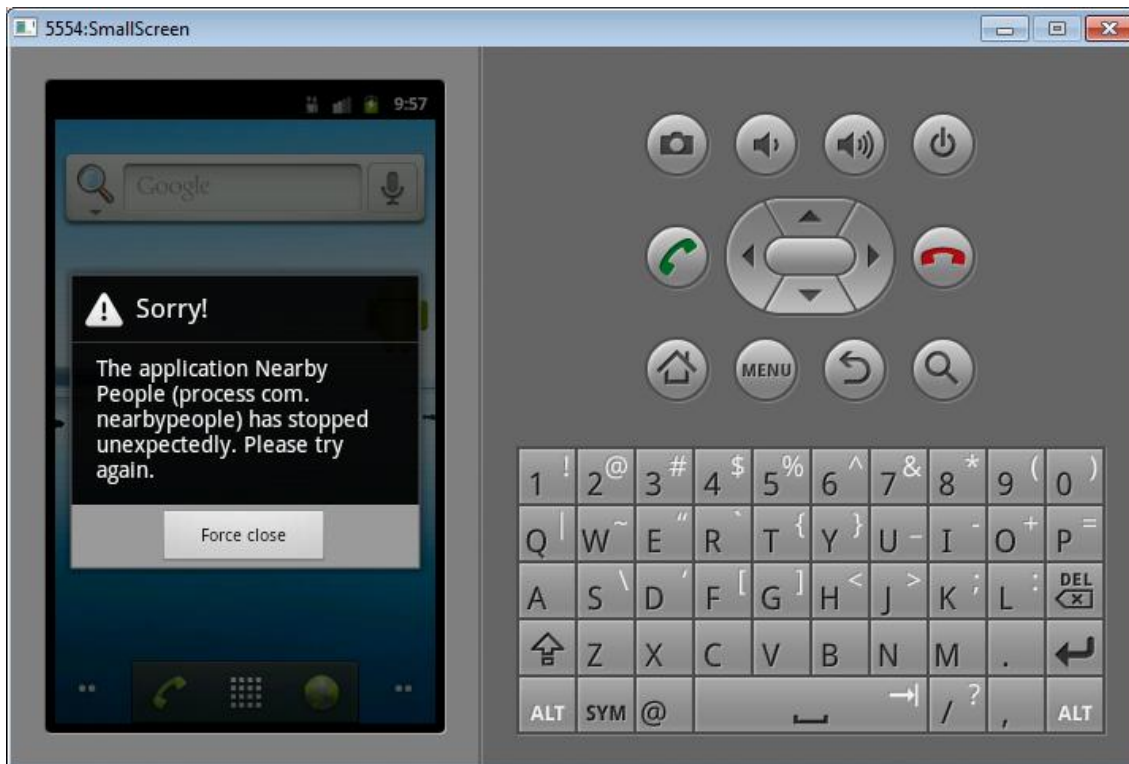 5554:SmallScreen
9:57
Google
Sorry!
The application Nearby
People (process com.
nearbypeople) has stopped
unexpectedly. Please try
again.
Force close
MENU
1 ! 2 @ 3 # 4 $ 5 % 6 ^ 7 & 8 * 9 ( 0 )
Q | W ~ E " R ` T { Y } U _ I - O + P =
A S \ D ' F [ G ] H < J > K ; L : DEL
Z X C V B N M .
ALT SYM @ / ? , ALT